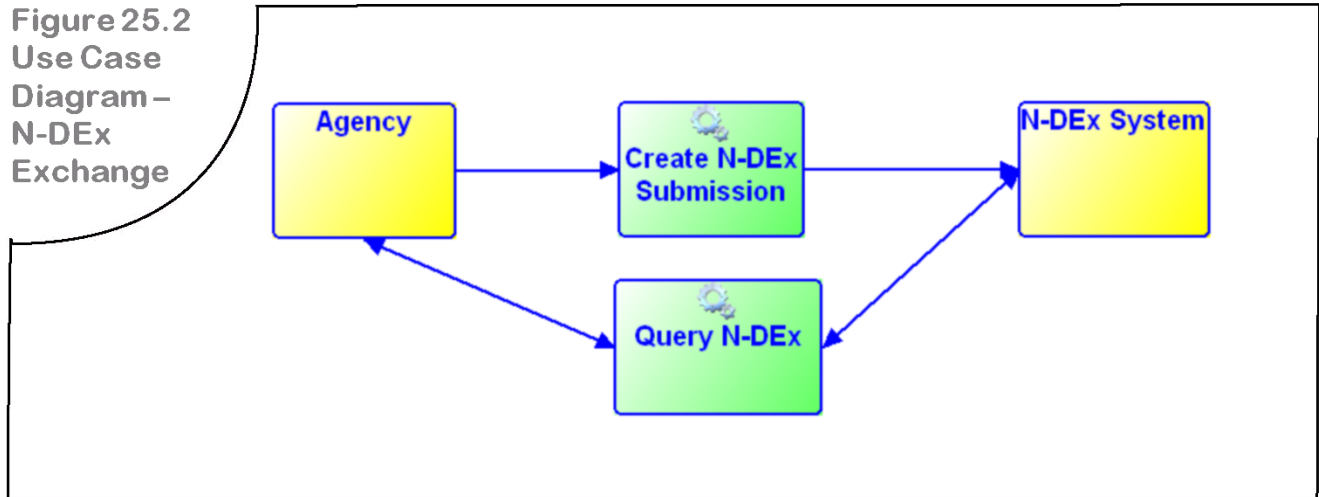 Figure 25.2
Use Case
Diagram –
N-DEx
Exchange
Agency
Create N-DEx
Submission
N-DEx System
Query N-DEx